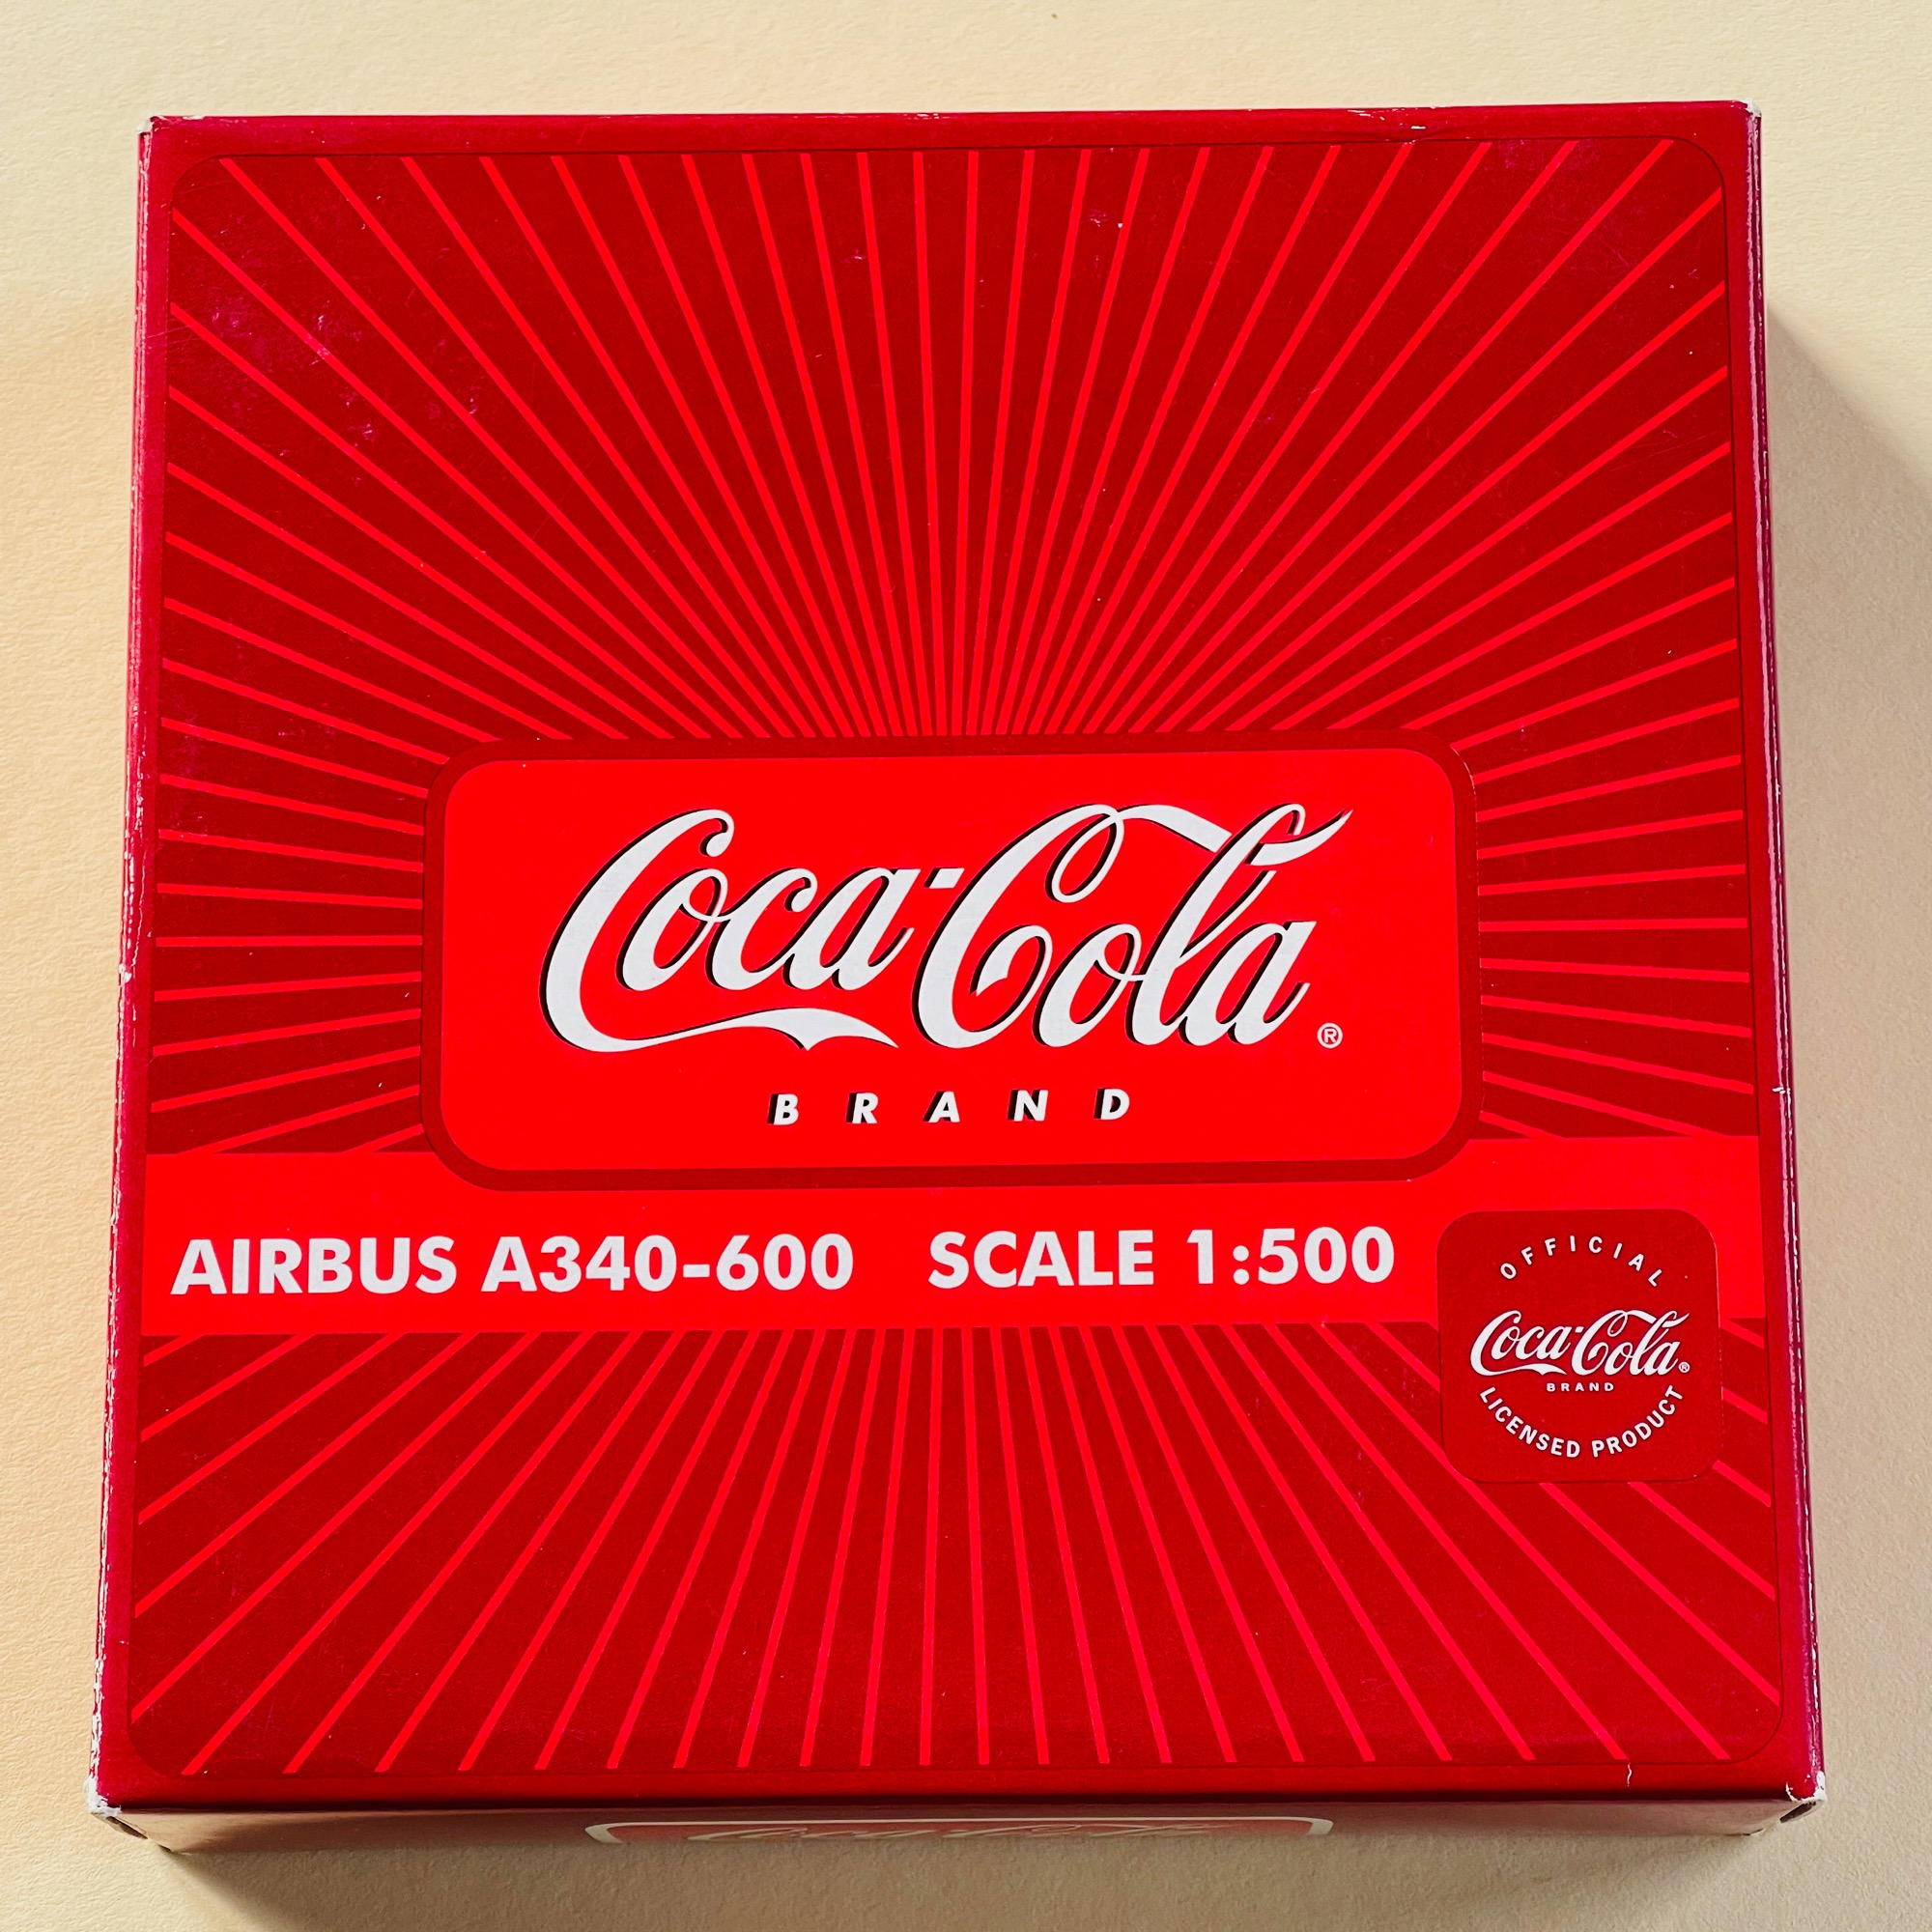 Coca-Cola®
BRAND
AIRBUS A340-600 SCALE 1:500
OFFICIAL
Coca-Cola®
BRAND
LICENSED PRODUCT